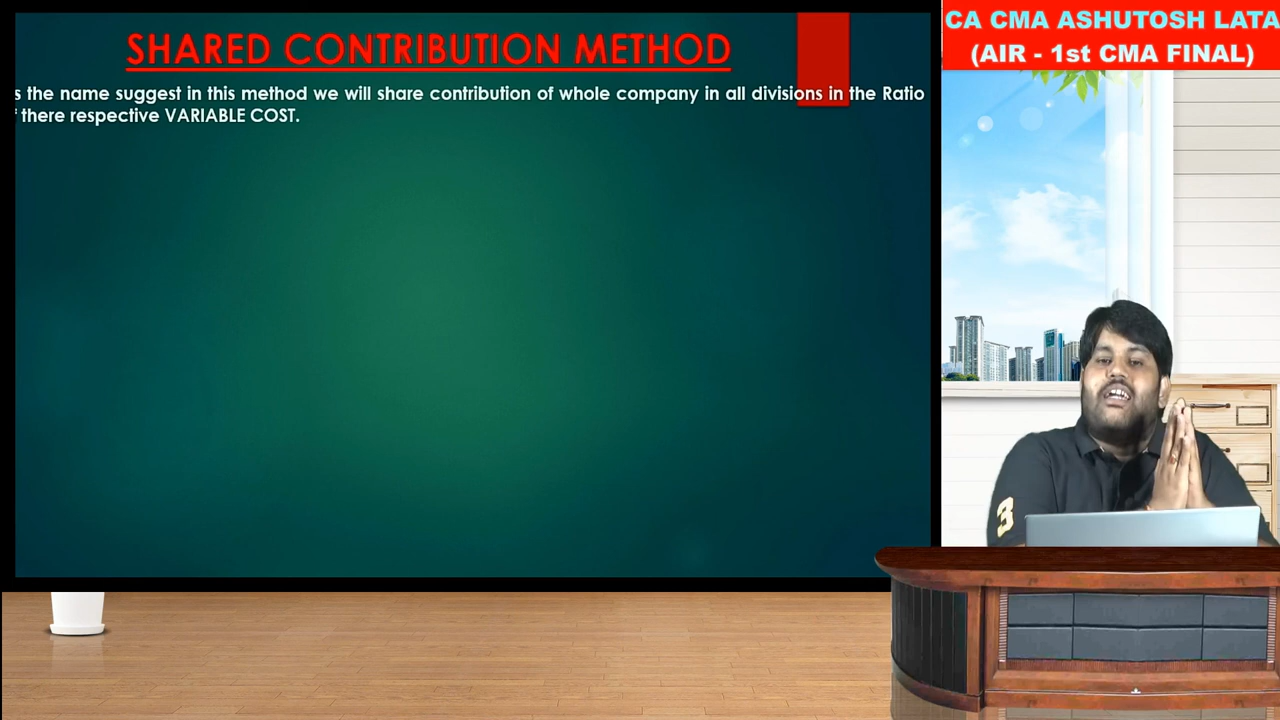 SHARED CONTRIBUTION METHOD
s the name suggest in this method we will share contribution of whole company in all divisions in the Ratio
there respective VARIABLE COST.
CA CMA ASHUTOSH LATA
(AIR - 1st CMA FINAL)
3